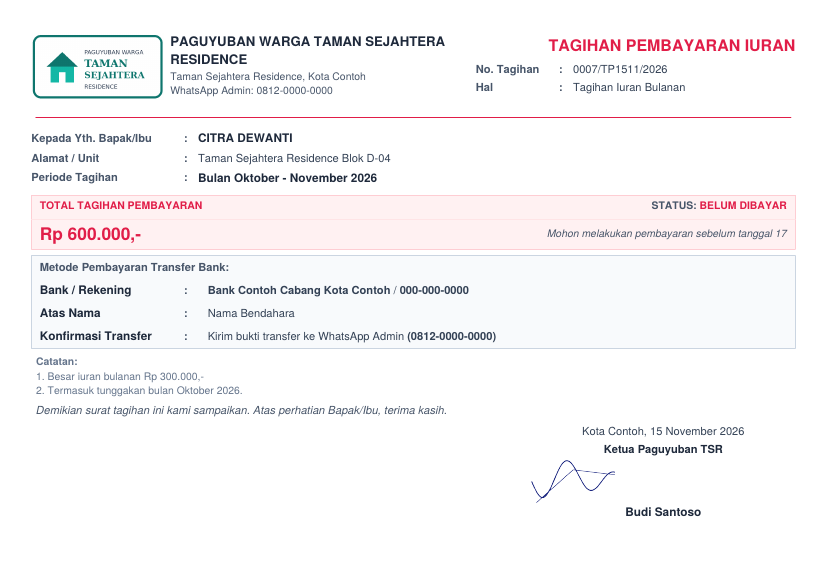 PAGUYUBAN WARGA
TAMAN
SEJAHTERA
RESIDENCE
PAGUYUBAN WARGA TAMAN SEJAHTERA
RESIDENCE
Taman Sejahtera Residence, Kota Contoh
WhatsApp Admin: 0812-0000-0000
TAGIHAN PEMBAYARAN IURAN
No. Tagihan : 0007/TP1511/2026
Hal : Tagihan Iuran Bulanan
Kepada Yth. Bapak/Ibu : CITRA DEWANTI
Alamat / Unit : Taman Sejahtera Residence Blok D-04
Periode Tagihan : Bulan Oktober - November 2026
TOTAL TAGIHAN PEMBAYARAN STATUS: BELUM DIBAYAR
Rp 600.000,- Mohon melakukan pembayaran sebelum tanggal 17
Metode Pembayaran Transfer Bank:
Bank / Rekening : Bank Contoh Cabang Kota Contoh / 000-000-0000
Atas Nama : Nama Bendahara
Konfirmasi Transfer : Kirim bukti transfer ke WhatsApp Admin (0812-0000-0000)
Catatan:
1. Besar iuran bulanan Rp 300.000,-
2. Termasuk tunggakan bulan Oktober 2026.
Demikian surat tagihan ini kami sampaikan. Atas perhatian Bapak/Ibu, terima kasih.
Kota Contoh, 15 November 2026
Ketua Paguyuban TSR
Budi Santoso